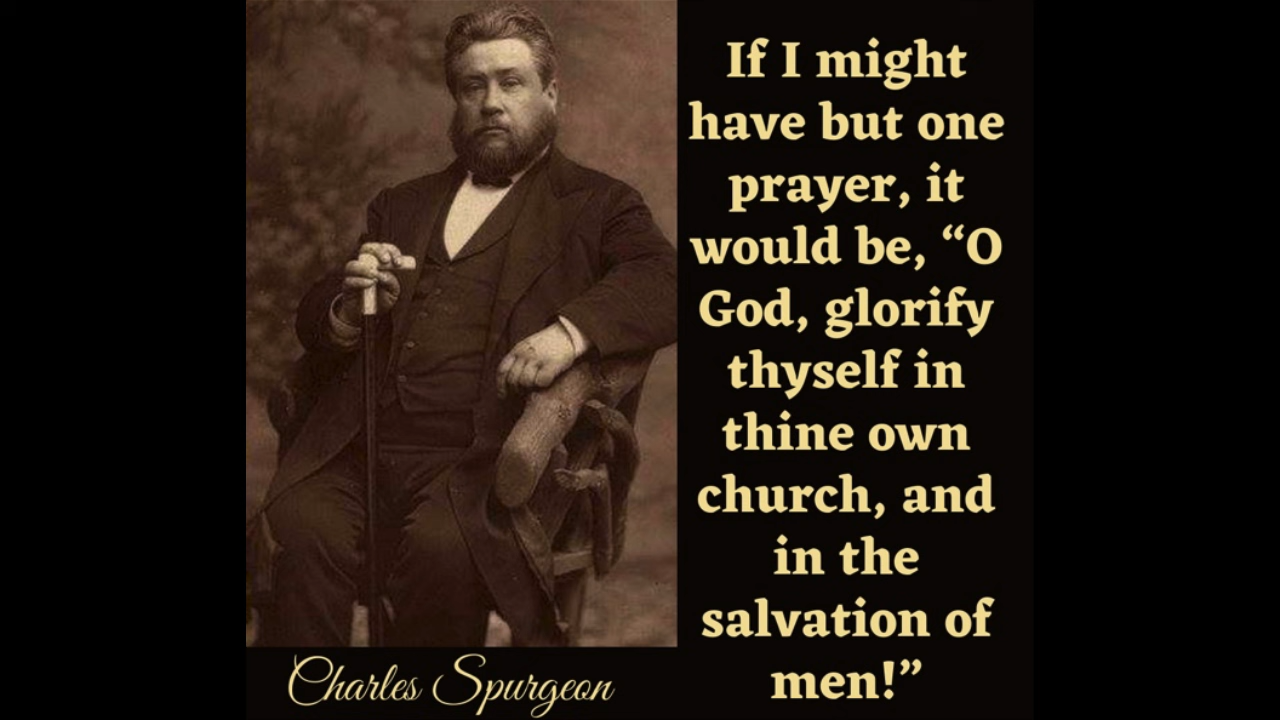 If I might
have but one
prayer, it
would be, “O
God, glorify
thyself in
thine own
church, and
in the
salvation of
men!”
Charles Spurgeon